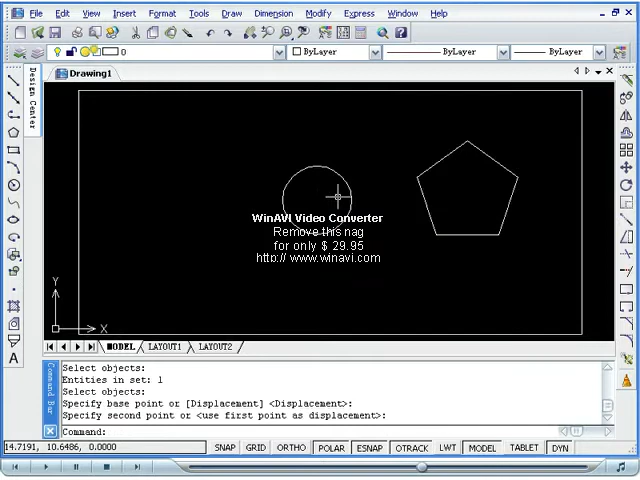 File Edit View Insert Format Tools Draw Dimension Modify Express Window Help
0 ByLayer ByLayer ByLayer
Drawing1
Design Center
WinAVI Video Converter
Remove this nag
for only $ 29.95
http:// www.winavi.com
Y
X
MODEL LAYOUT1 LAYOUT2
Command Bar
Select objects:
Entities in set: 1
Select objects:
Specify base point or [Displacement] <Displacement>:
Specify second point or <use first point as displacement>:
Command:
14.7191, 10.6486, 0.0000 SNAP GRID ORTHO POLAR ESNAP OTRACK LWT MODEL TABLET DYN